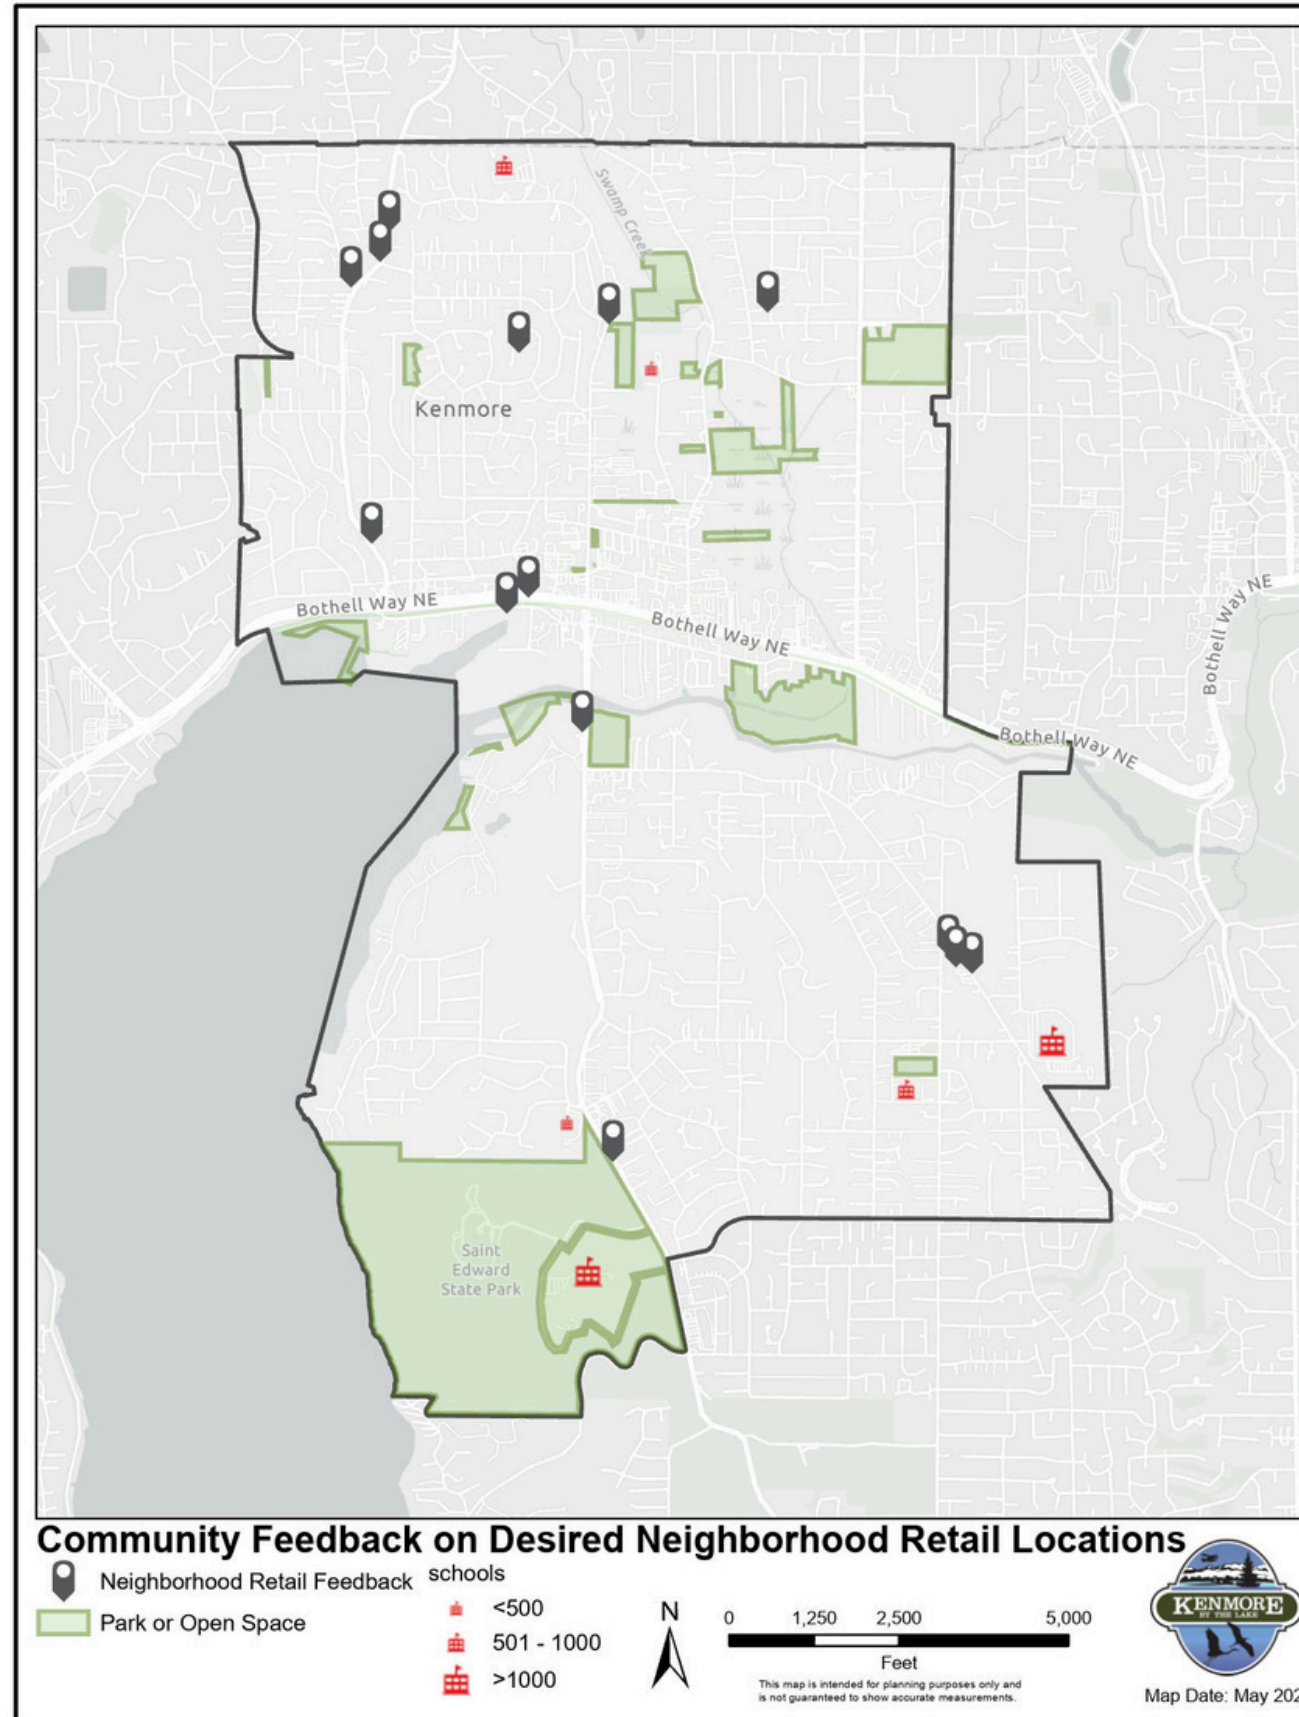 Swamp Creek
Kenmore
Bothell Way NE
Bothell Way NE
Bothell Way NE
Bothell Way NE
Saint
Edward
State Park
Community Feedback on Desired Neighborhood Retail Locations
Neighborhood Retail Feedback
Park or Open Space
schools
<500
501 - 1000
>1000
N
0 1,250 2,500 5,000
Feet
This map is intended for planning purposes only and
is not guaranteed to show accurate measurements.
KENMORE
BY THE LAKE
Map Date: May 202